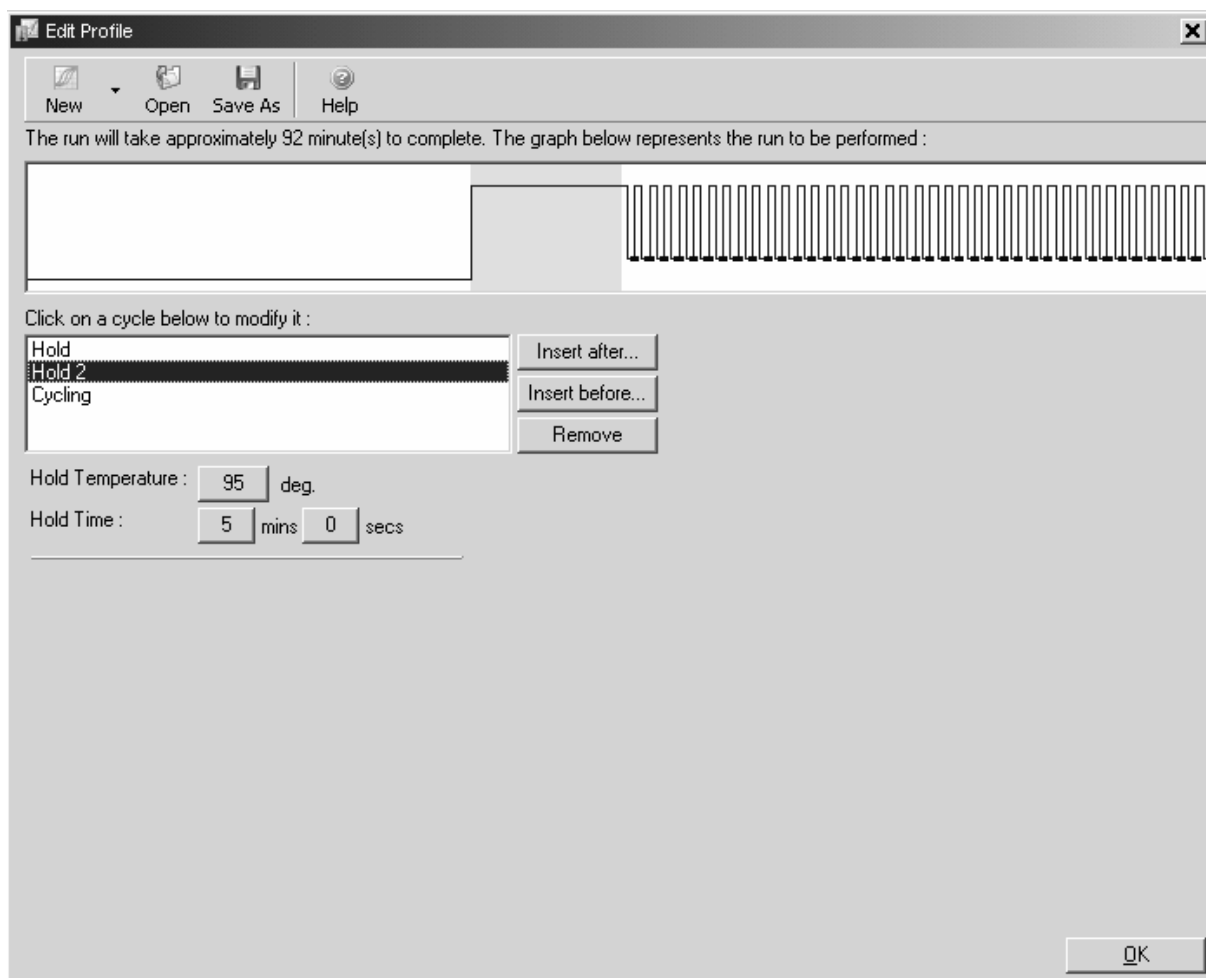 Edit Profile
New Open Save As Help
The run will take approximately 92 minute(s) to complete. The graph below represents the run to be performed :
Click on a cycle below to modify it :
Hold
Hold 2
Cycling
Insert after...
Insert before...
Remove
Hold Temperature : 95 deg.
Hold Time : 5 mins 0 secs
OK